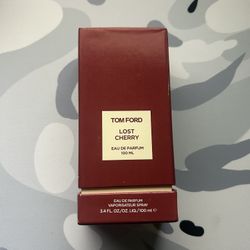 TOM FORD
LOST
CHERRY
EAU DE PARFUM
100 ML
EAU DE PARFUM
VAPORISATEUR SPRAY
3.4 FL.OZ./OZ.LIQ./100 ml ℮